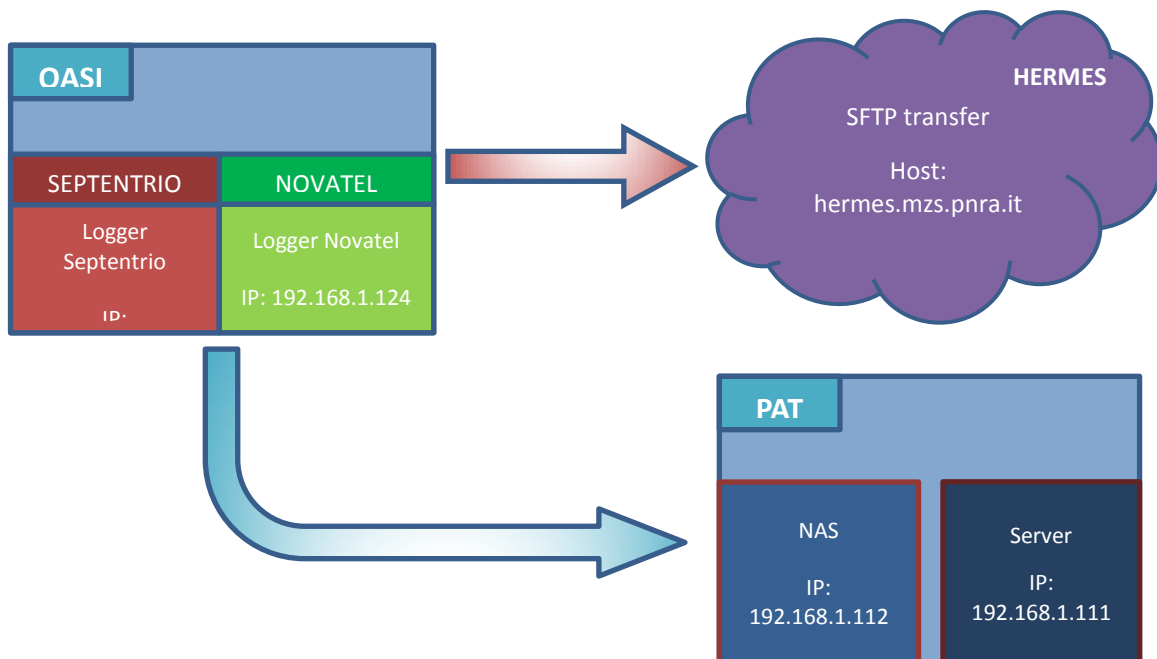 OASI
SEPTENTRIO
NOVATEL
Logger
Septentrio
IP:
Logger Novatel
IP: 192.168.1.124
HERMES
SFTP transfer
Host:
hermes.mzs.pnra.it
PAT
NAS
IP:
192.168.1.112
Server
IP:
192.168.1.111